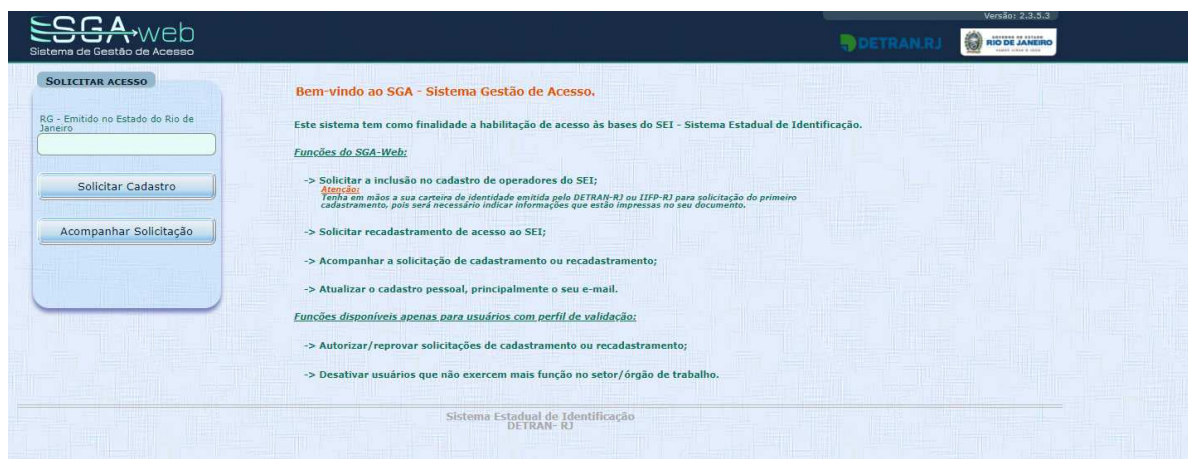 Versão: 2.3.5.3
SGA web
Sistema de Gestão de Acesso
DETRAN.RJ
GOVERNO DO ESTADO
RIO DE JANEIRO
SOLICITAR ACESSO
RG - Emitido no Estado do Rio de
Janeiro
Solicitar Cadastro
Acompanhar Solicitação
Bem-vindo ao SGA - Sistema Gestão de Acesso.
Este sistema tem como finalidade a habilitação de acesso às bases do SEI - Sistema Estadual de Identificação.
Funções do SGA-Web:
-> Solicitar a inclusão no cadastro de operadores do SEI;
Atenção:
Tenha em mãos a sua carteira de identidade emitida pelo DETRAN-RJ ou IIFP-RJ para solicitação do primeiro
cadastramento, pois será necessário indicar informações que estão impressas no seu documento.
-> Solicitar recadastramento de acesso ao SEI;
-> Acompanhar a solicitação de cadastramento ou recadastramento;
-> Atualizar o cadastro pessoal, principalmente o seu e-mail.
Funções disponíveis apenas para usuários com perfil de validação:
-> Autorizar/reprovar solicitações de cadastramento ou recadastramento;
-> Desativar usuários que não exercem mais função no setor/órgão de trabalho.
Sistema Estadual de Identificação
DETRAN- RJ